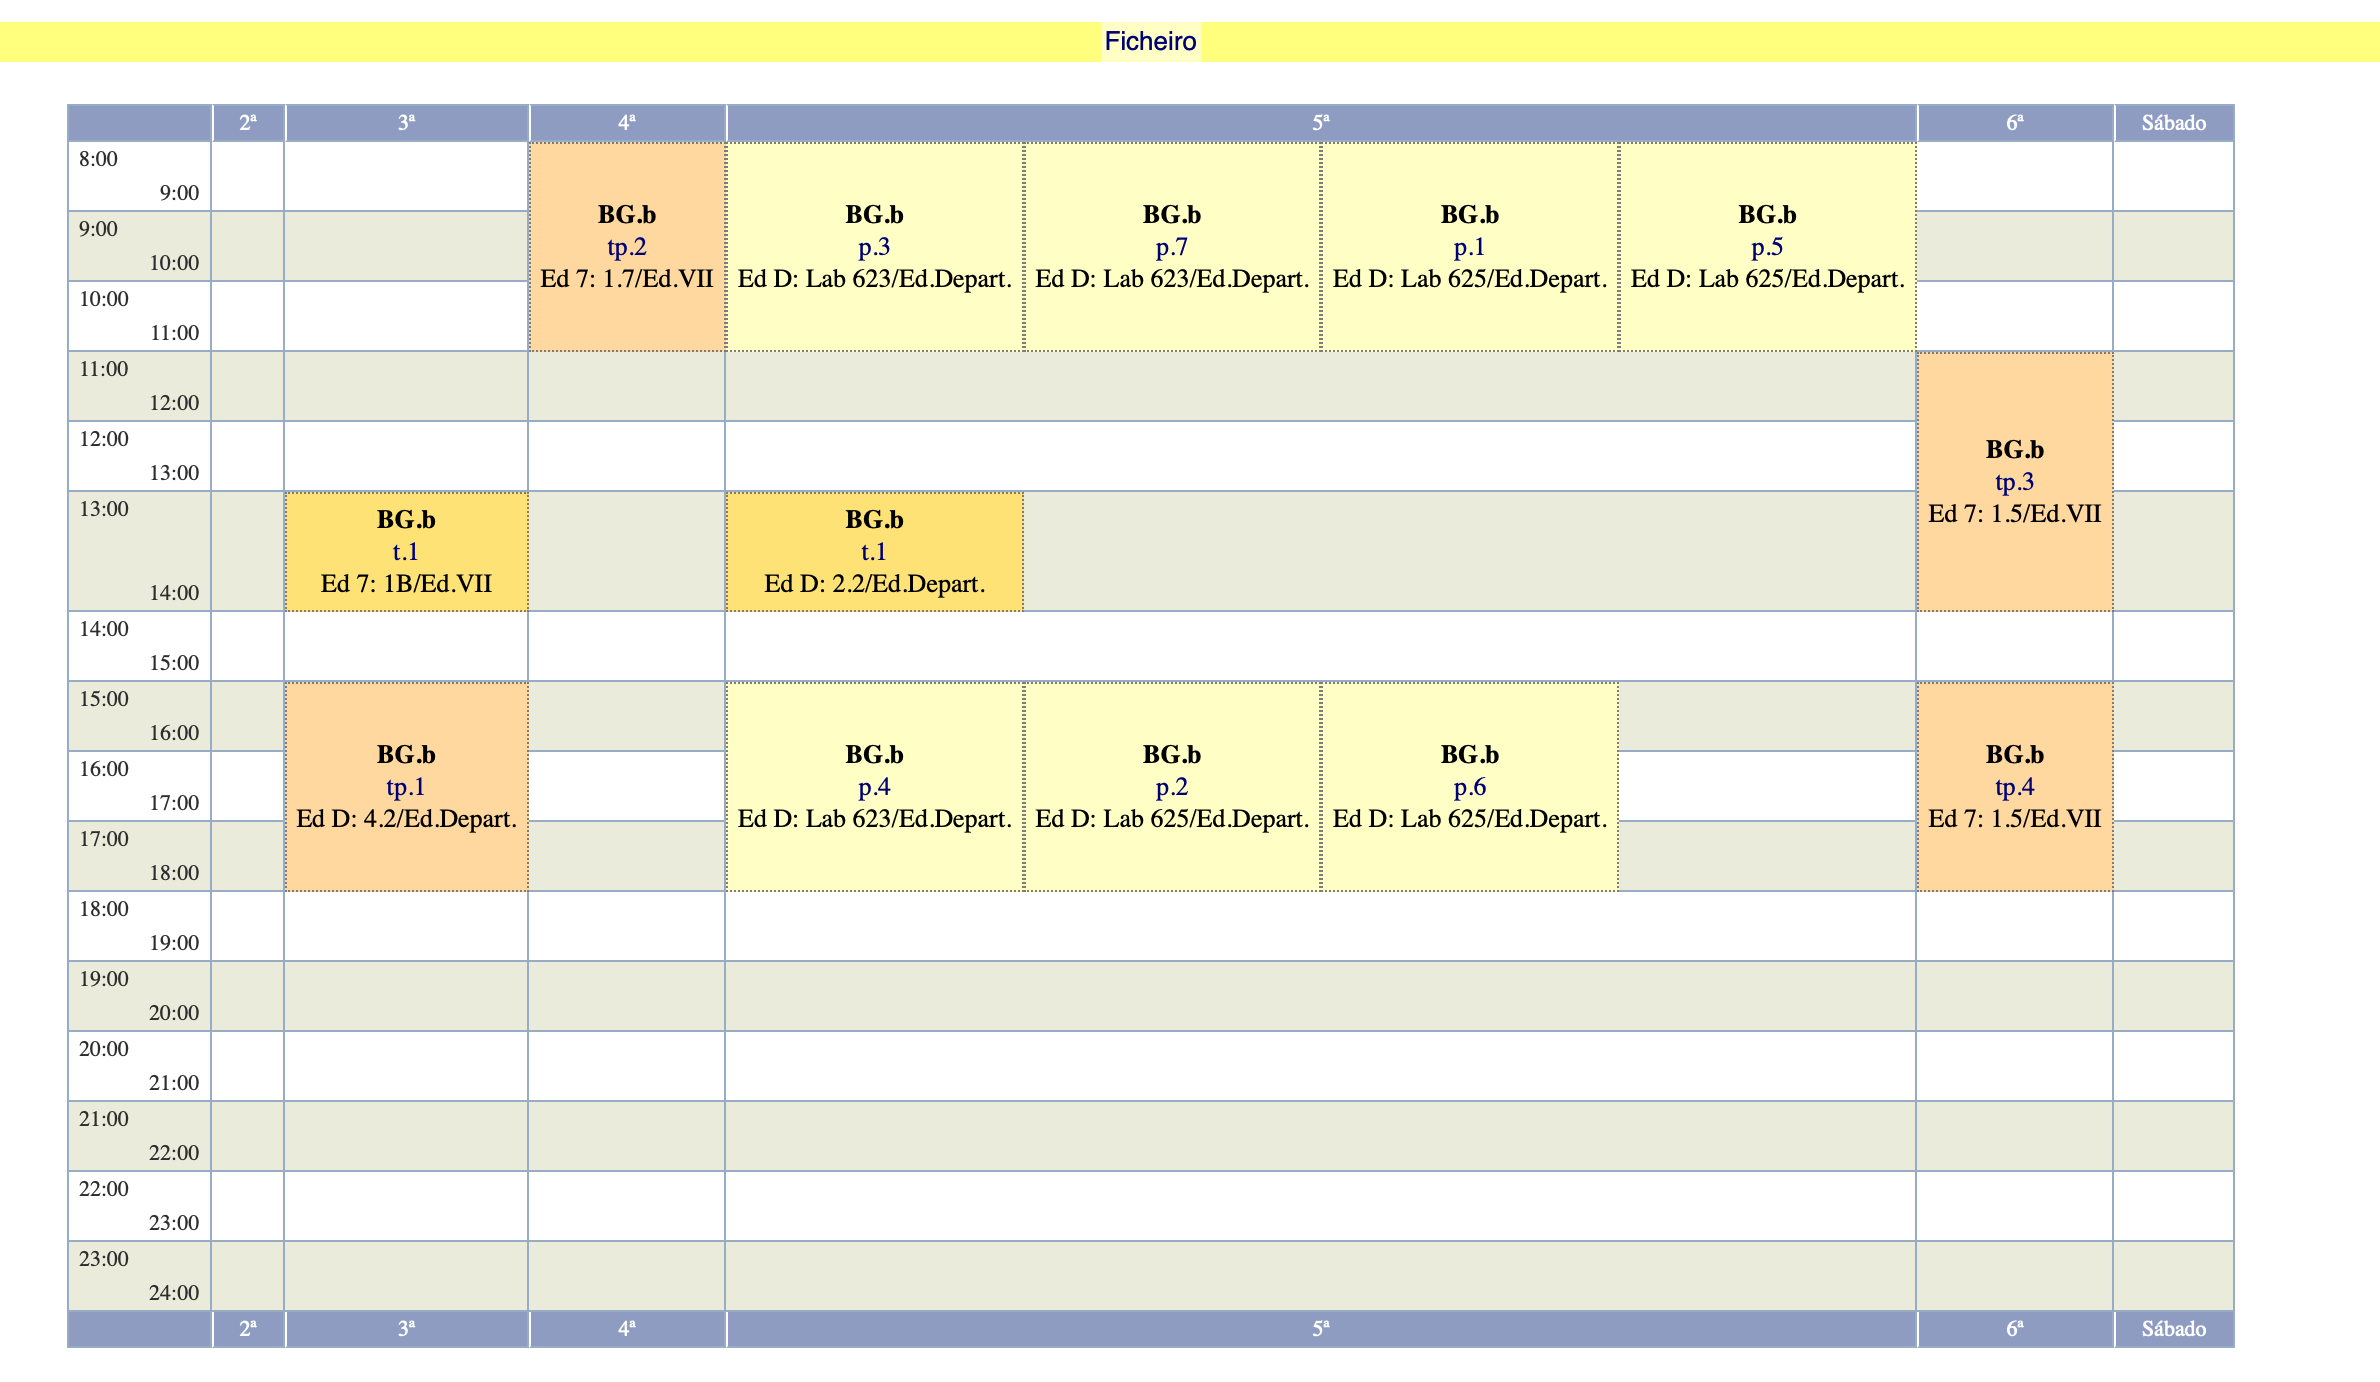 Ficheiro
2ª 3ª 4ª 5ª 6ª Sábado
8:00
9:00
9:00
10:00
10:00
11:00
BG.b
tp.2
Ed 7: 1.7/Ed.VII
BG.b
p.3
Ed D: Lab 623/Ed.Depart.
BG.b
p.7
Ed D: Lab 623/Ed.Depart.
BG.b
p.1
Ed D: Lab 625/Ed.Depart.
BG.b
p.5
Ed D: Lab 625/Ed.Depart.
11:00
12:00
12:00
13:00
BG.b
tp.3
Ed 7: 1.5/Ed.VII
13:00
14:00
BG.b
t.1
Ed 7: 1B/Ed.VII
BG.b
t.1
Ed D: 2.2/Ed.Depart.
14:00
15:00
15:00
16:00
16:00
17:00
17:00
18:00
BG.b
tp.1
Ed D: 4.2/Ed.Depart.
BG.b
p.4
Ed D: Lab 623/Ed.Depart.
BG.b
p.2
Ed D: Lab 625/Ed.Depart.
BG.b
p.6
Ed D: Lab 625/Ed.Depart.
BG.b
tp.4
Ed 7: 1.5/Ed.VII
18:00
19:00
19:00
20:00
20:00
21:00
21:00
22:00
22:00
23:00
23:00
24:00
2ª 3ª 4ª 5ª 6ª Sábado